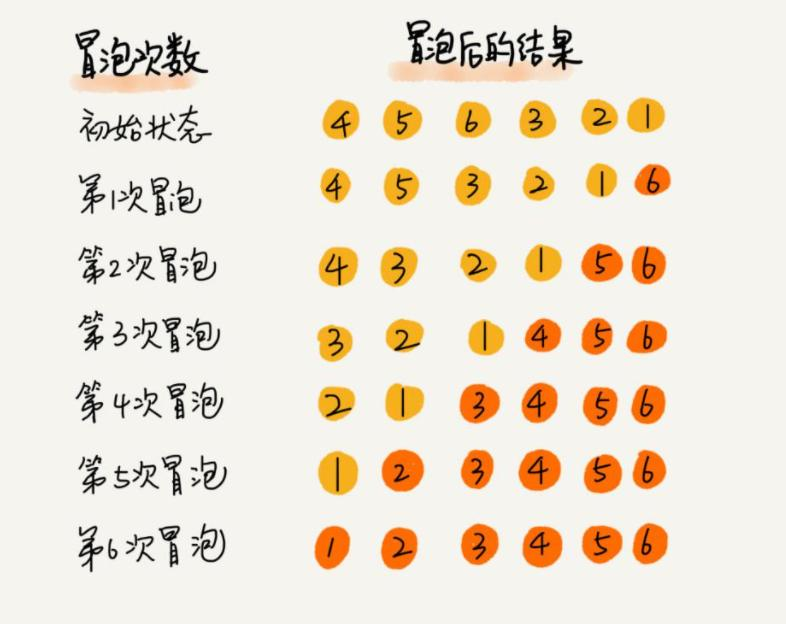 冒泡次数 冒泡后的结果
初始状态 4 5 6 3 2 1
第1次冒泡 4 5 3 2 1 6
第2次冒泡 4 3 2 1 5 6
第3次冒泡 3 2 1 4 5 6
第4次冒泡 2 1 3 4 5 6
第5次冒泡 1 2 3 4 5 6
第6次冒泡 1 2 3 4 5 6